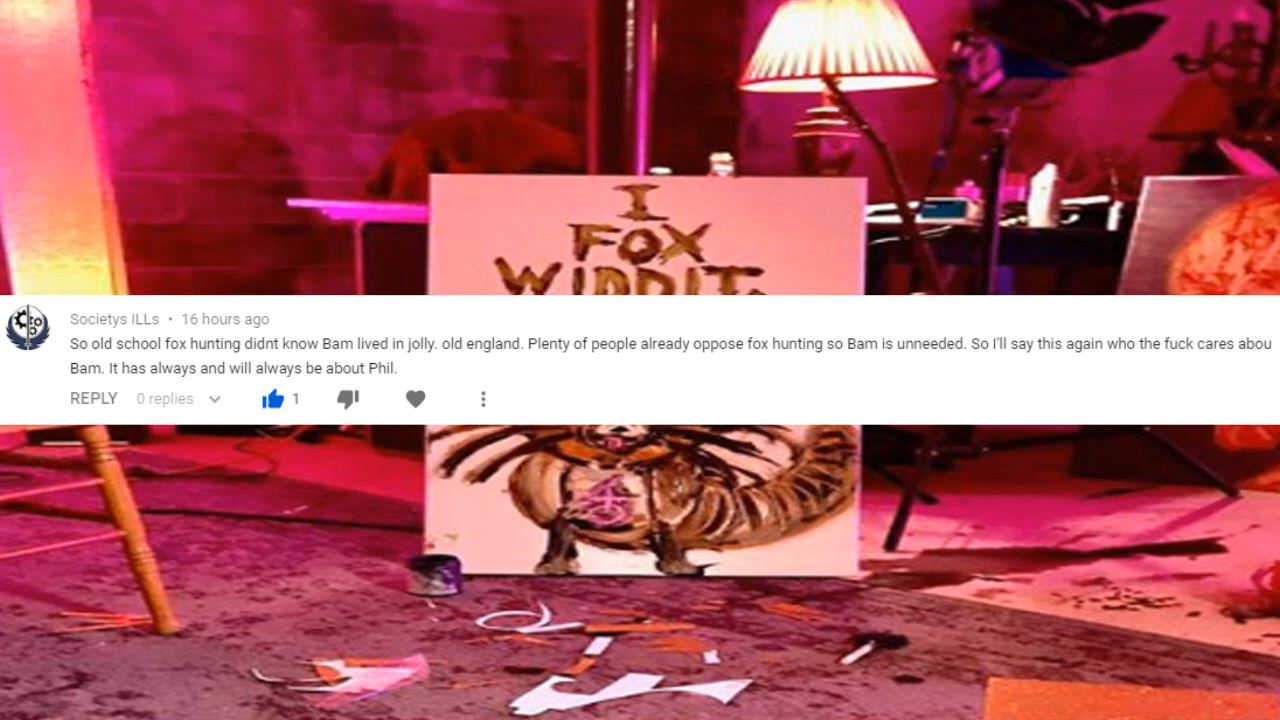 I
FOX
WIDDIT.
Societys ILLs • 16 hours ago
So old school fox hunting didnt know Bam lived in jolly. old england. Plenty of people already oppose fox hunting so Bam is unneeded. So I'll say this again who the fuck cares abou
Bam. It has always and will always be about Phil.
REPLY 0 replies 1